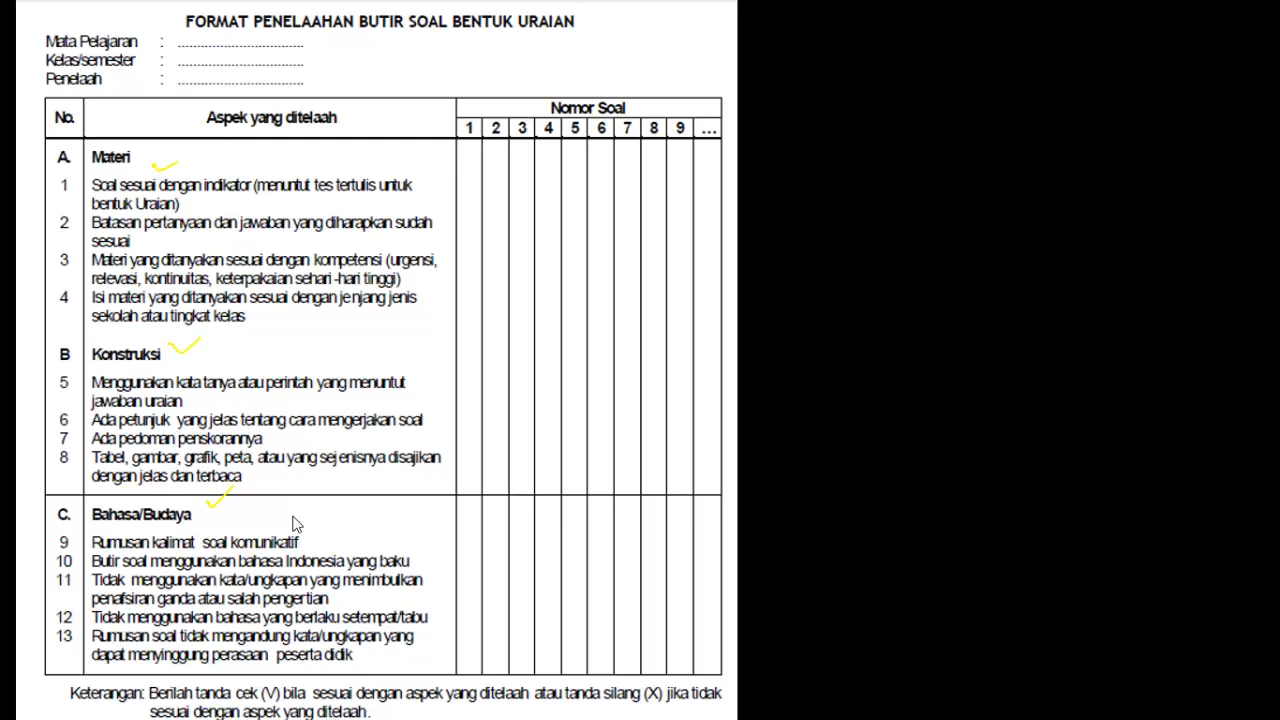 FORMAT PENELAAHAN BUTIR SOAL BENTUK URAIAN
Mata Pelajaran : .................................
Kelas/semester : .................................
Penelaah : .................................
No. Aspek yang ditelaah Nomor Soal
1 2 3 4 5 6 7 8 9 ...
A. Materi
1 Soal sesuai dengan indikator (menuntut tes tertulis untuk
bentuk Uraian)
2 Batasan pertanyaan dan jawaban yang diharapkan sudah
sesuai
3 Materi yang ditanyakan sesuai dengan kompetensi (urgensi,
relevasi, kontinuitas, keterpakaian sehari-hari tinggi)
4 Isi materi yang ditanyakan sesuai dengan jenjang jenis
sekolah atau tingkat kelas
B Konstruksi
5 Menggunakan kata tanya atau perintah yang menuntut
jawaban uraian
6 Ada petunjuk yang jelas tentang cara mengerjakan soal
7 Ada pedoman penskorannya
8 Tabel, gambar, grafik, peta, atau yang sejenisnya disajikan
dengan jelas dan terbaca
C. Bahasa/Budaya
9 Rumusan kalimat soal komunikatif
10 Butir soal menggunakan bahasa Indonesia yang baku
11 Tidak menggunakan kata/ungkapan yang menimbulkan
penafsiran ganda atau salah pengertian
12 Tidak menggunakan bahasa yang berlaku setempat/tabu
13 Rumusan soal tidak mengandung kata/ungkapan yang
dapat menyinggung perasaan peserta didik
Keterangan: Berilah tanda cek (V) bila sesuai dengan aspek yang ditelaah atau tanda silang (X) jika tidak
sesuai dengan aspek yang ditelaah.